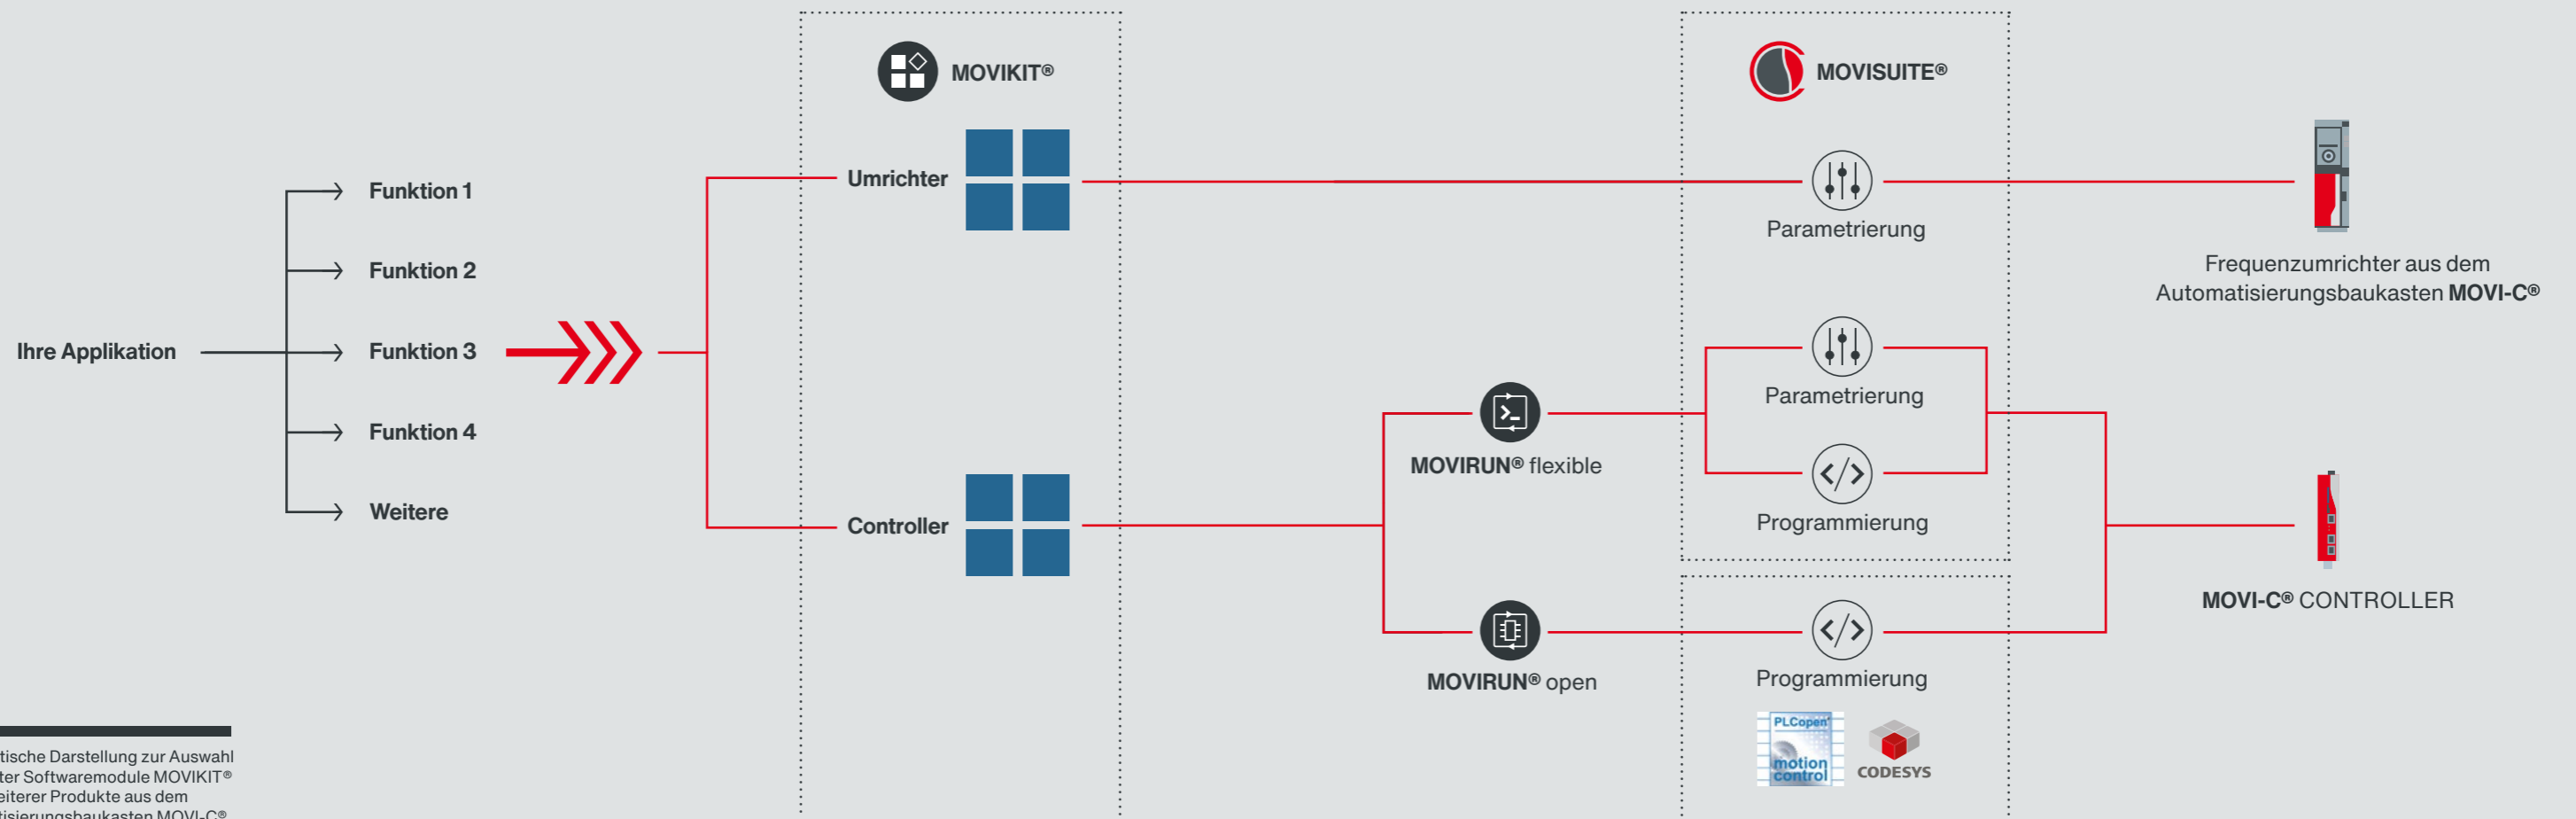 MOVIKIT®
MOVISUITE®
Ihre Applikation
Funktion 1
Funktion 2
Funktion 3
Funktion 4
Weitere
Umrichter
Controller
MOVIRUN® flexible
MOVIRUN® open
Parametrierung
Parametrierung
Programmierung
Programmierung
PLCopen
motion
control
CODESYS
Frequenzumrichter aus dem
Automatisierungsbaukasten MOVI-C®
MOVI-C® CONTROLLER
tische Darstellung zur Auswahl
ter Softwaremodule MOVIKIT®
eiterer Produkte aus dem
tisierungsbaukasten MOVI-C®